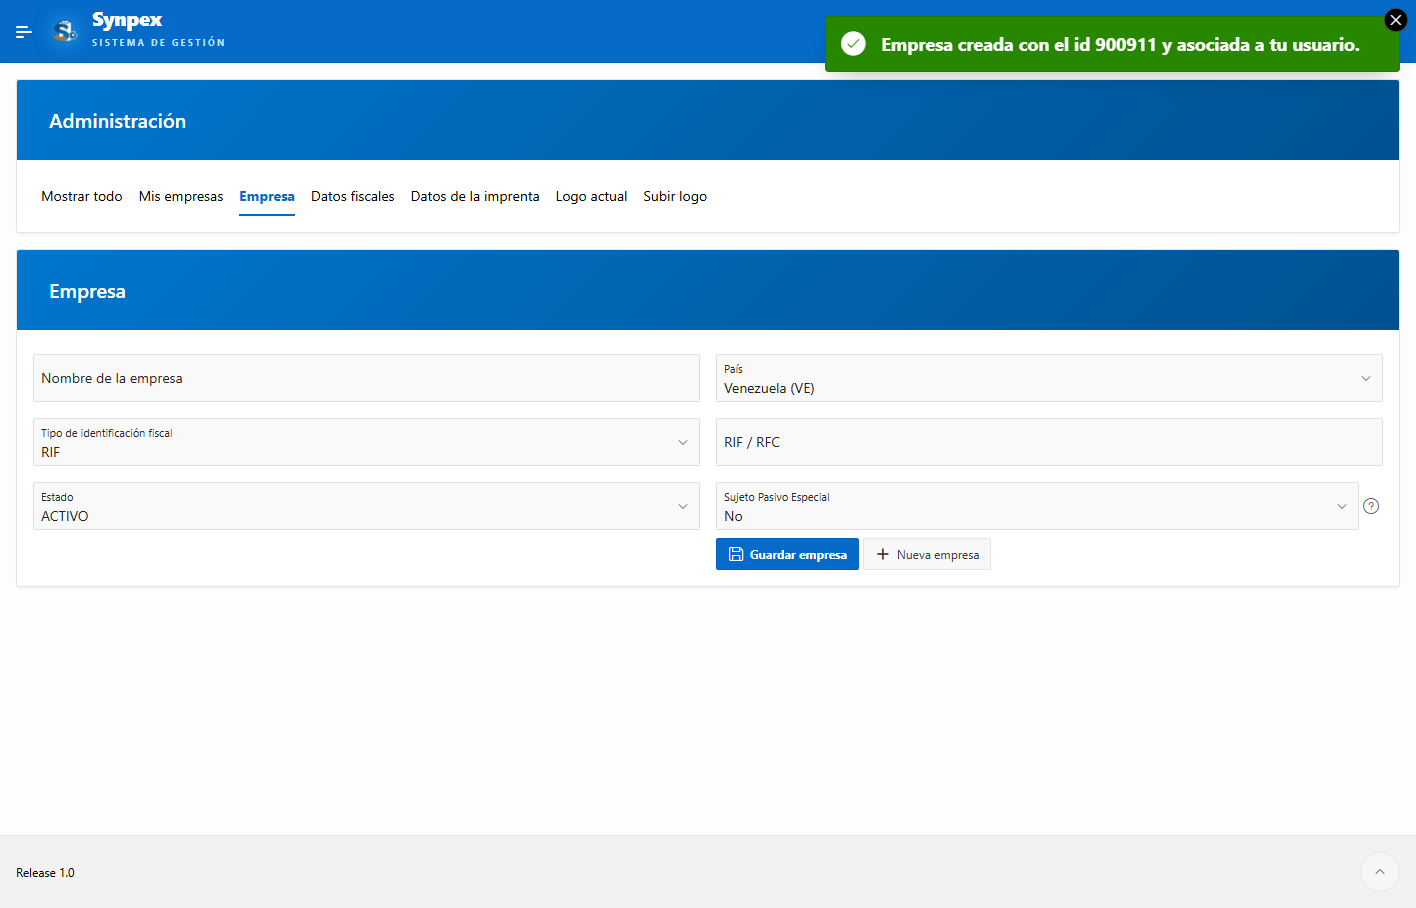 Synpex
SISTEMA DE GESTIÓN
Empresa creada con el id 900911 y asociada a tu usuario.
Administración
Mostrar todo Mis empresas Empresa Datos fiscales Datos de la imprenta Logo actual Subir logo
Empresa
Nombre de la empresa
País
Venezuela (VE)
Tipo de identificación fiscal
RIF
RIF / RFC
Estado
ACTIVO
Sujeto Pasivo Especial
No
Guardar empresa
Nueva empresa
Release 1.0